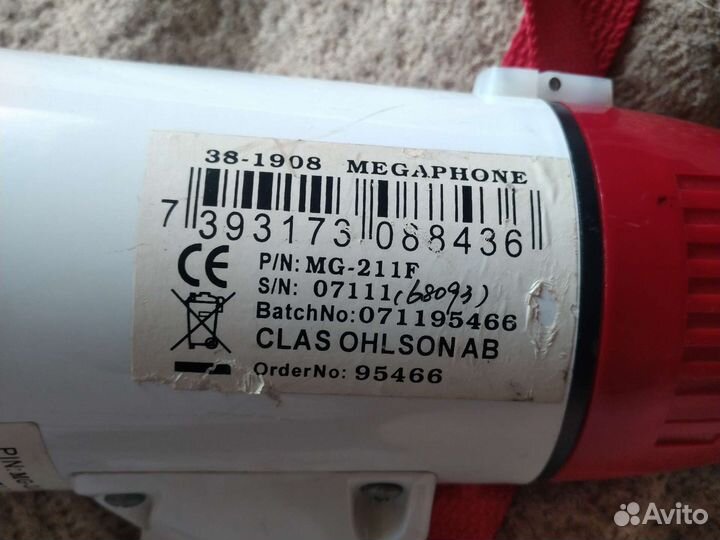 38-1908 MEGAPHONE
7 393173 088436
CE P/N: MG-211F
S/N: 07111(68093)
BatchNo:071195466
CLAS OHLSON AB
OrderNo: 95466
Avito